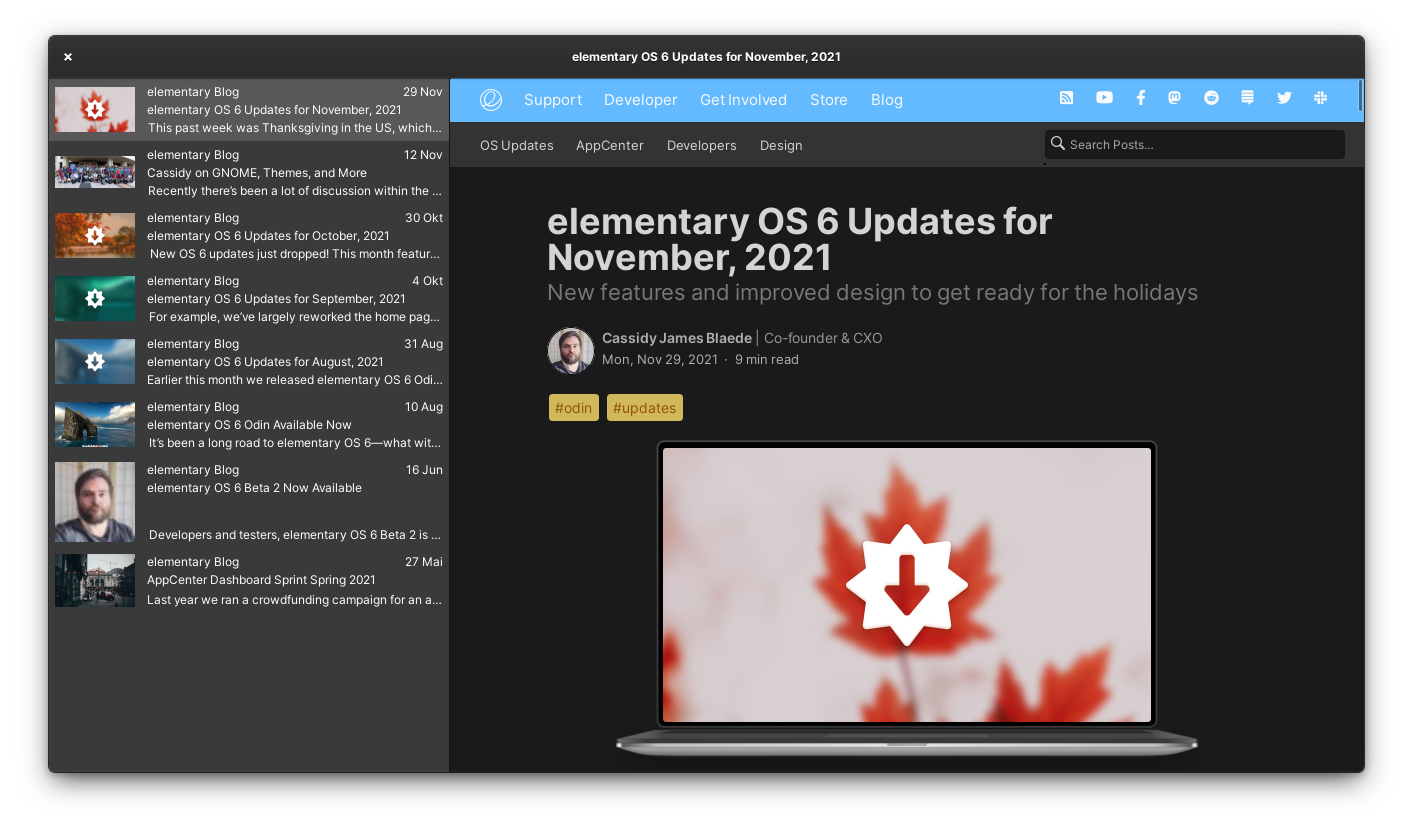 elementary OS 6 Updates for November, 2021
elementary Blog 29 Nov
elementary OS 6 Updates for November, 2021
This past week was Thanksgiving in the US, which...
elementary Blog 12 Nov
Cassidy on GNOME, Themes, and More
Recently there's been a lot of discussion within the ...
elementary Blog 30 Okt
elementary OS 6 Updates for October, 2021
New OS 6 updates just dropped! This month featur...
elementary Blog 4 Okt
elementary OS 6 Updates for September, 2021
For example, we've largely reworked the home pag...
elementary Blog 31 Aug
elementary OS 6 Updates for August, 2021
Earlier this month we released elementary OS 6 Odi...
elementary Blog 10 Aug
elementary OS 6 Odin Available Now
It's been a long road to elementary OS 6—what wit...
elementary Blog 16 Jun
elementary OS 6 Beta 2 Now Available
Developers and testers, elementary OS 6 Beta 2 is ...
elementary Blog 27 Mai
AppCenter Dashboard Sprint Spring 2021
Last year we ran a crowdfunding campaign for an a...
Support Developer Get Involved Store Blog
OS Updates AppCenter Developers Design Search Posts...
elementary OS 6 Updates for
November, 2021
New features and improved design to get ready for the holidays
Cassidy James Blaede | Co-founder & CXO
Mon, Nov 29, 2021 · 9 min read
#odin #updates